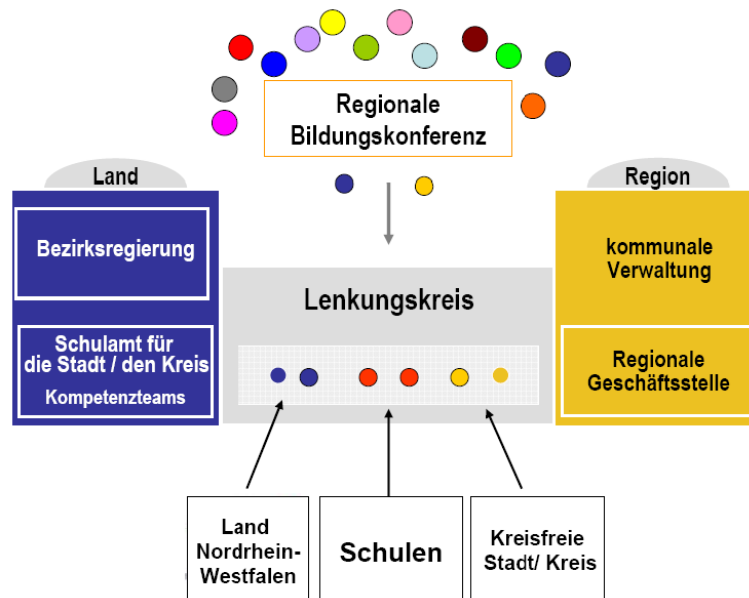 Regionale
Bildungskonferenz
Land
Region
Bezirksregierung
kommunale
Verwaltung
Lenkungskreis
Schulamt für
die Stadt / den Kreis
Kompetenzteams
Regionale
Geschäftsstelle
Land
Nordrhein-
Westfalen
Schulen
Kreisfreie
Stadt/ Kreis